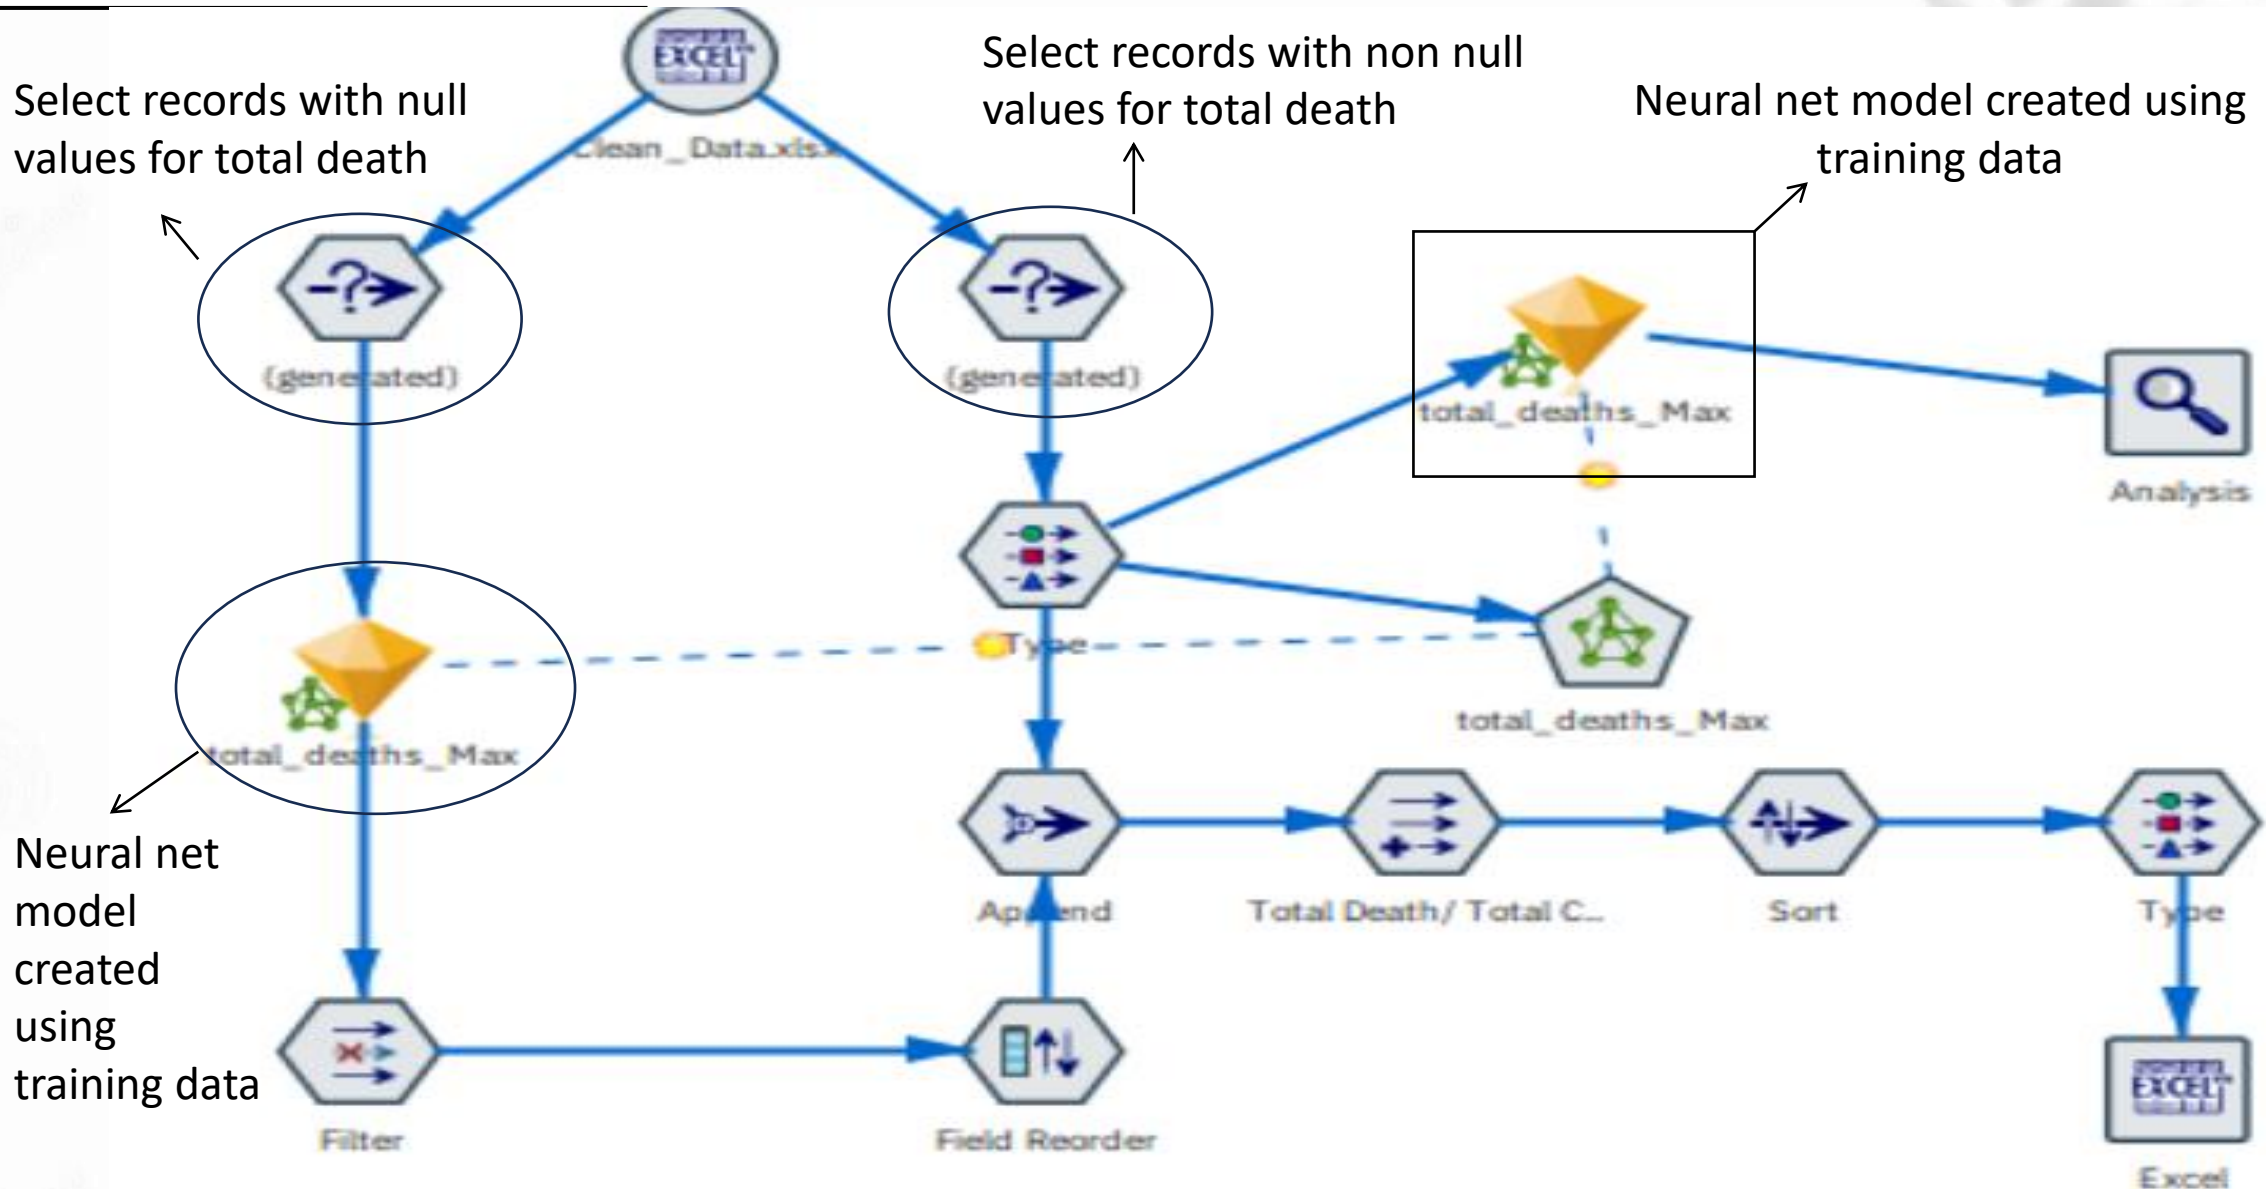 EXCEL
Select records with non null
values for total death
Select records with null
values for total death
Neural net model created using
training data
Clean_Data.xlsx
(generated)
(generated)
total_deaths_Max
Analysis
Type
total_deaths_Max
total_deaths_Max
Neural net
model
created
using
training data
Append
Total Death/ Total C...
Sort
Type
Filter
Field Reorder
EXCEL
Excel